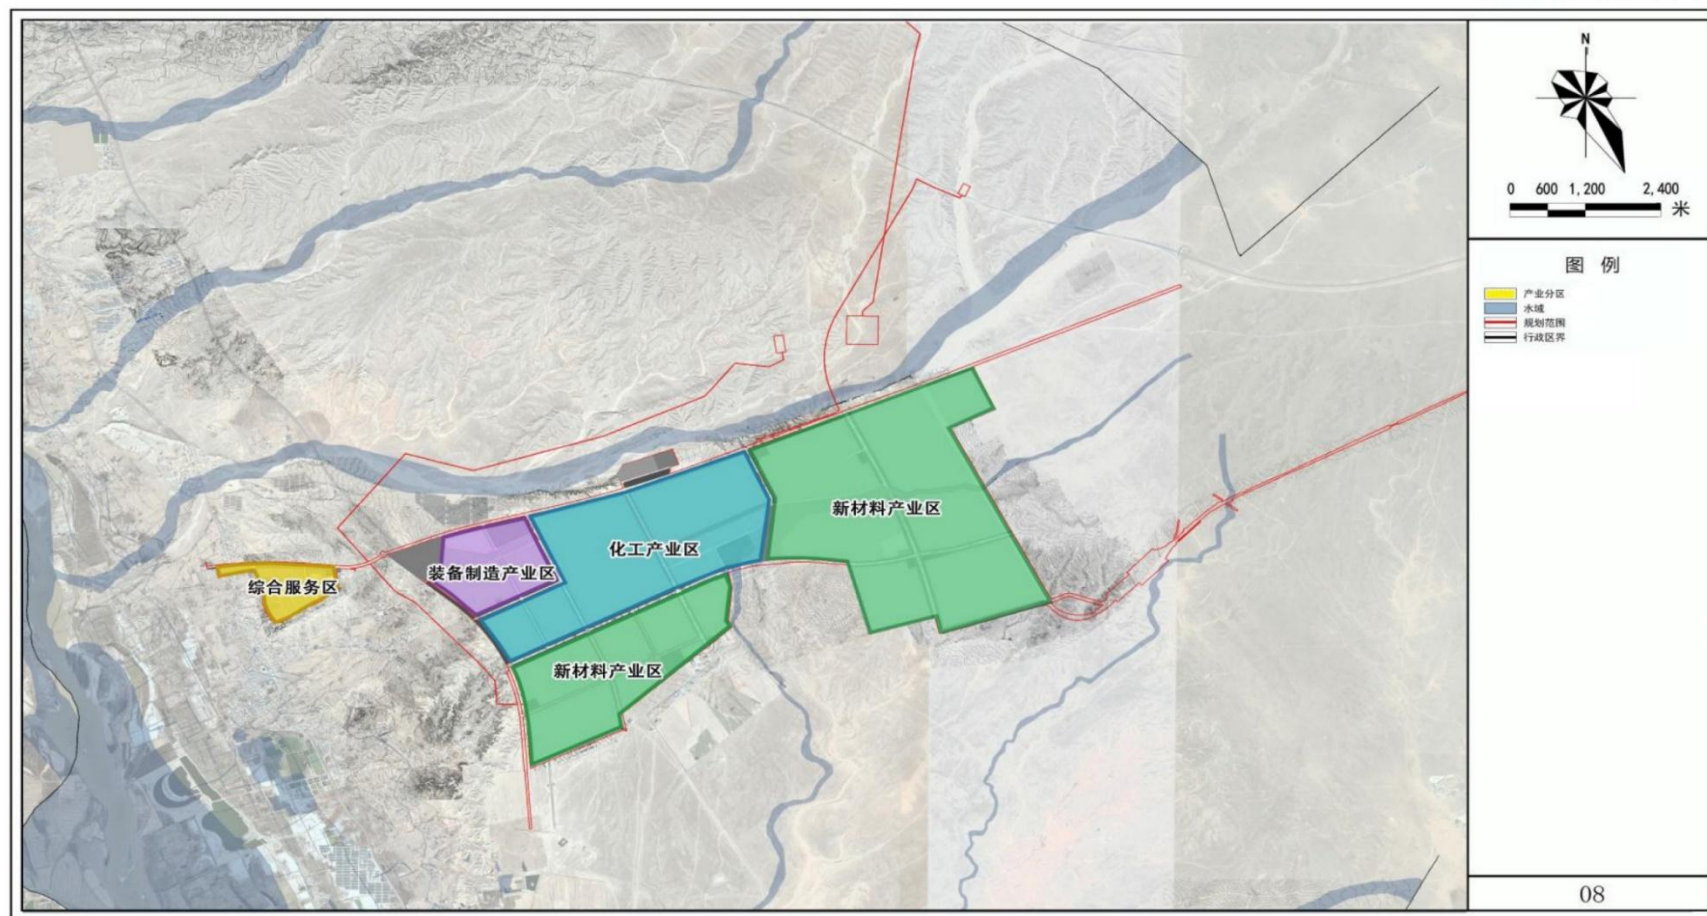 N
0 600 1,200 2,400
米
图 例
产业分区
水域
规划范围
行政区界
新材料产业区
化工产业区
装备制造产业区
综合服务区
新材料产业区
08